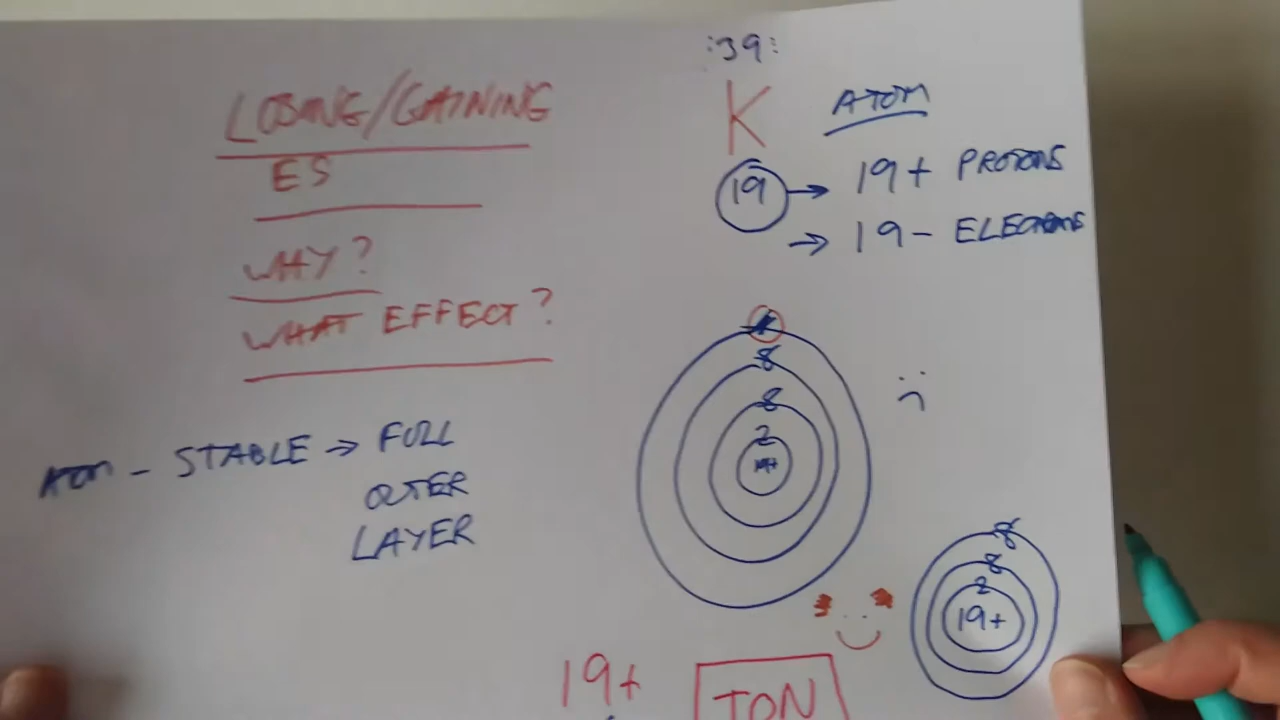 LOSING/GAINING
ES
WHY?
WHAT EFFECT?
ATOM - STABLE → FULL
OUTER
LAYER
:39:
K ATOM
19 → 19+ PROTONS
→ 19- ELECTRONS
8
8
2
19+
8
8
2
19+
19+
ION